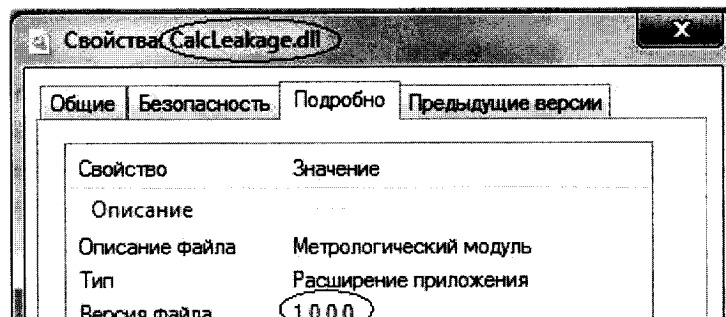 Свойства: CalcLeakage.dll
Общие Безопасность Подробно Предыдущие версии
Свойство Значение
Описание
Описание файла Метрологический модуль
Тип Расширение приложения
Версия файла 1.0.0.0